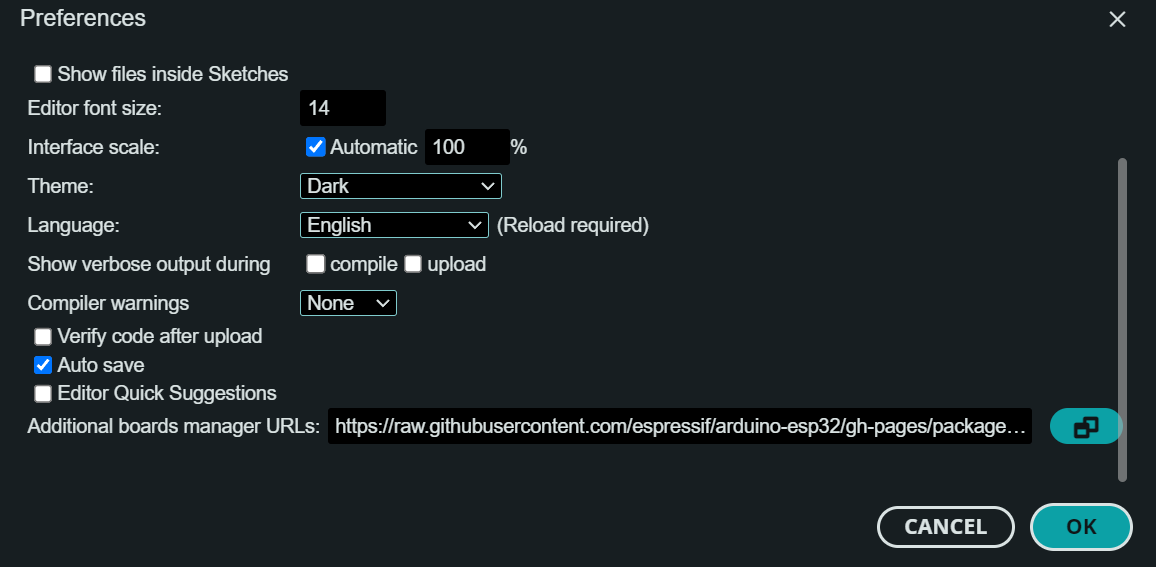 Preferences
Show files inside Sketches
Editor font size: 14
Interface scale: Automatic 100 %
Theme: Dark
Language: English (Reload required)
Show verbose output during compile upload
Compiler warnings None
Verify code after upload
Auto save
Editor Quick Suggestions
Additional boards manager URLs: https://raw.githubusercontent.com/espressif/arduino-esp32/gh-pages/package…
CANCEL OK